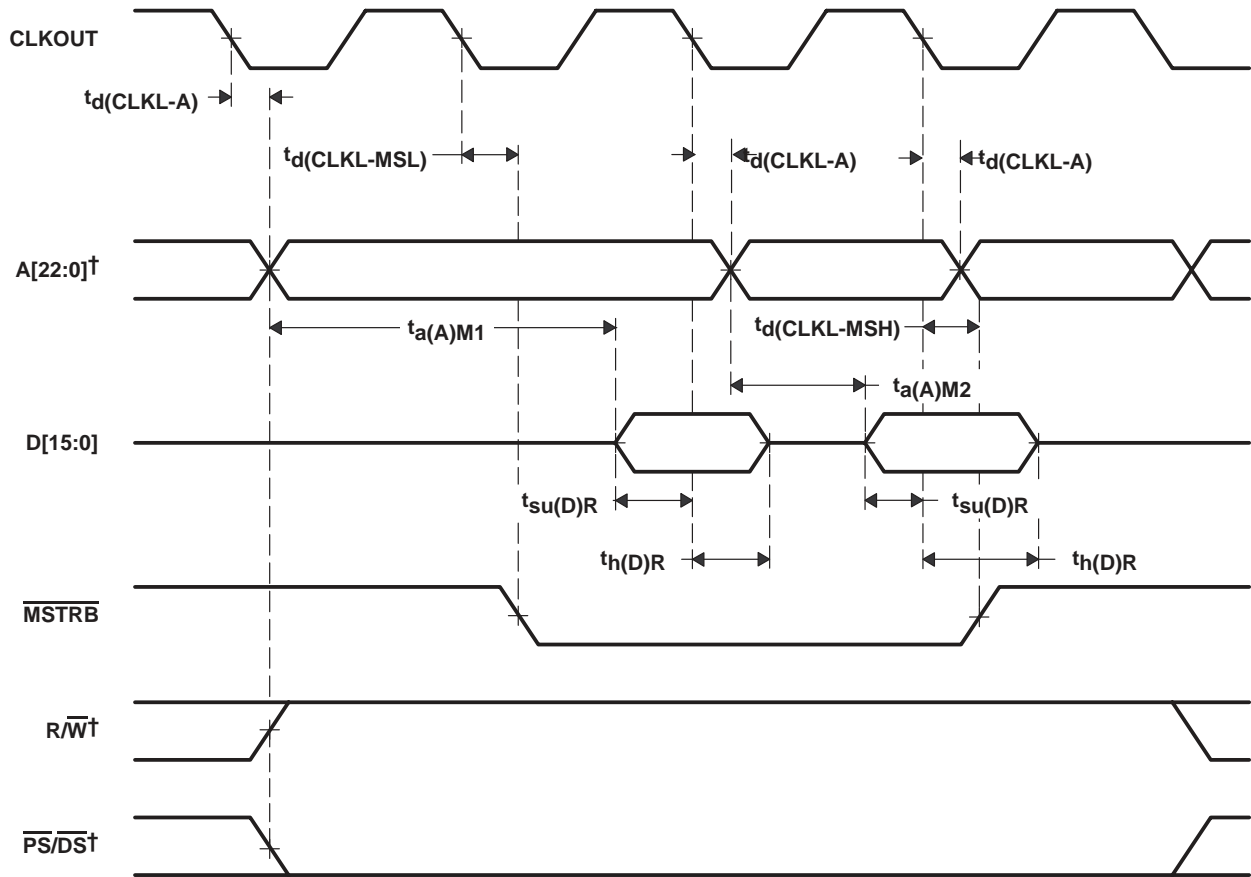 CLKOUT
td(CLKL-A)
td(CLKL-MSL)
td(CLKL-A)
td(CLKL-A)
A[22:0]†
ta(A)M1
td(CLKL-MSH)
ta(A)M2
D[15:0]
tsu(D)R
tsu(D)R
th(D)R
th(D)R
MSTRB
R/W†
PS/DS†